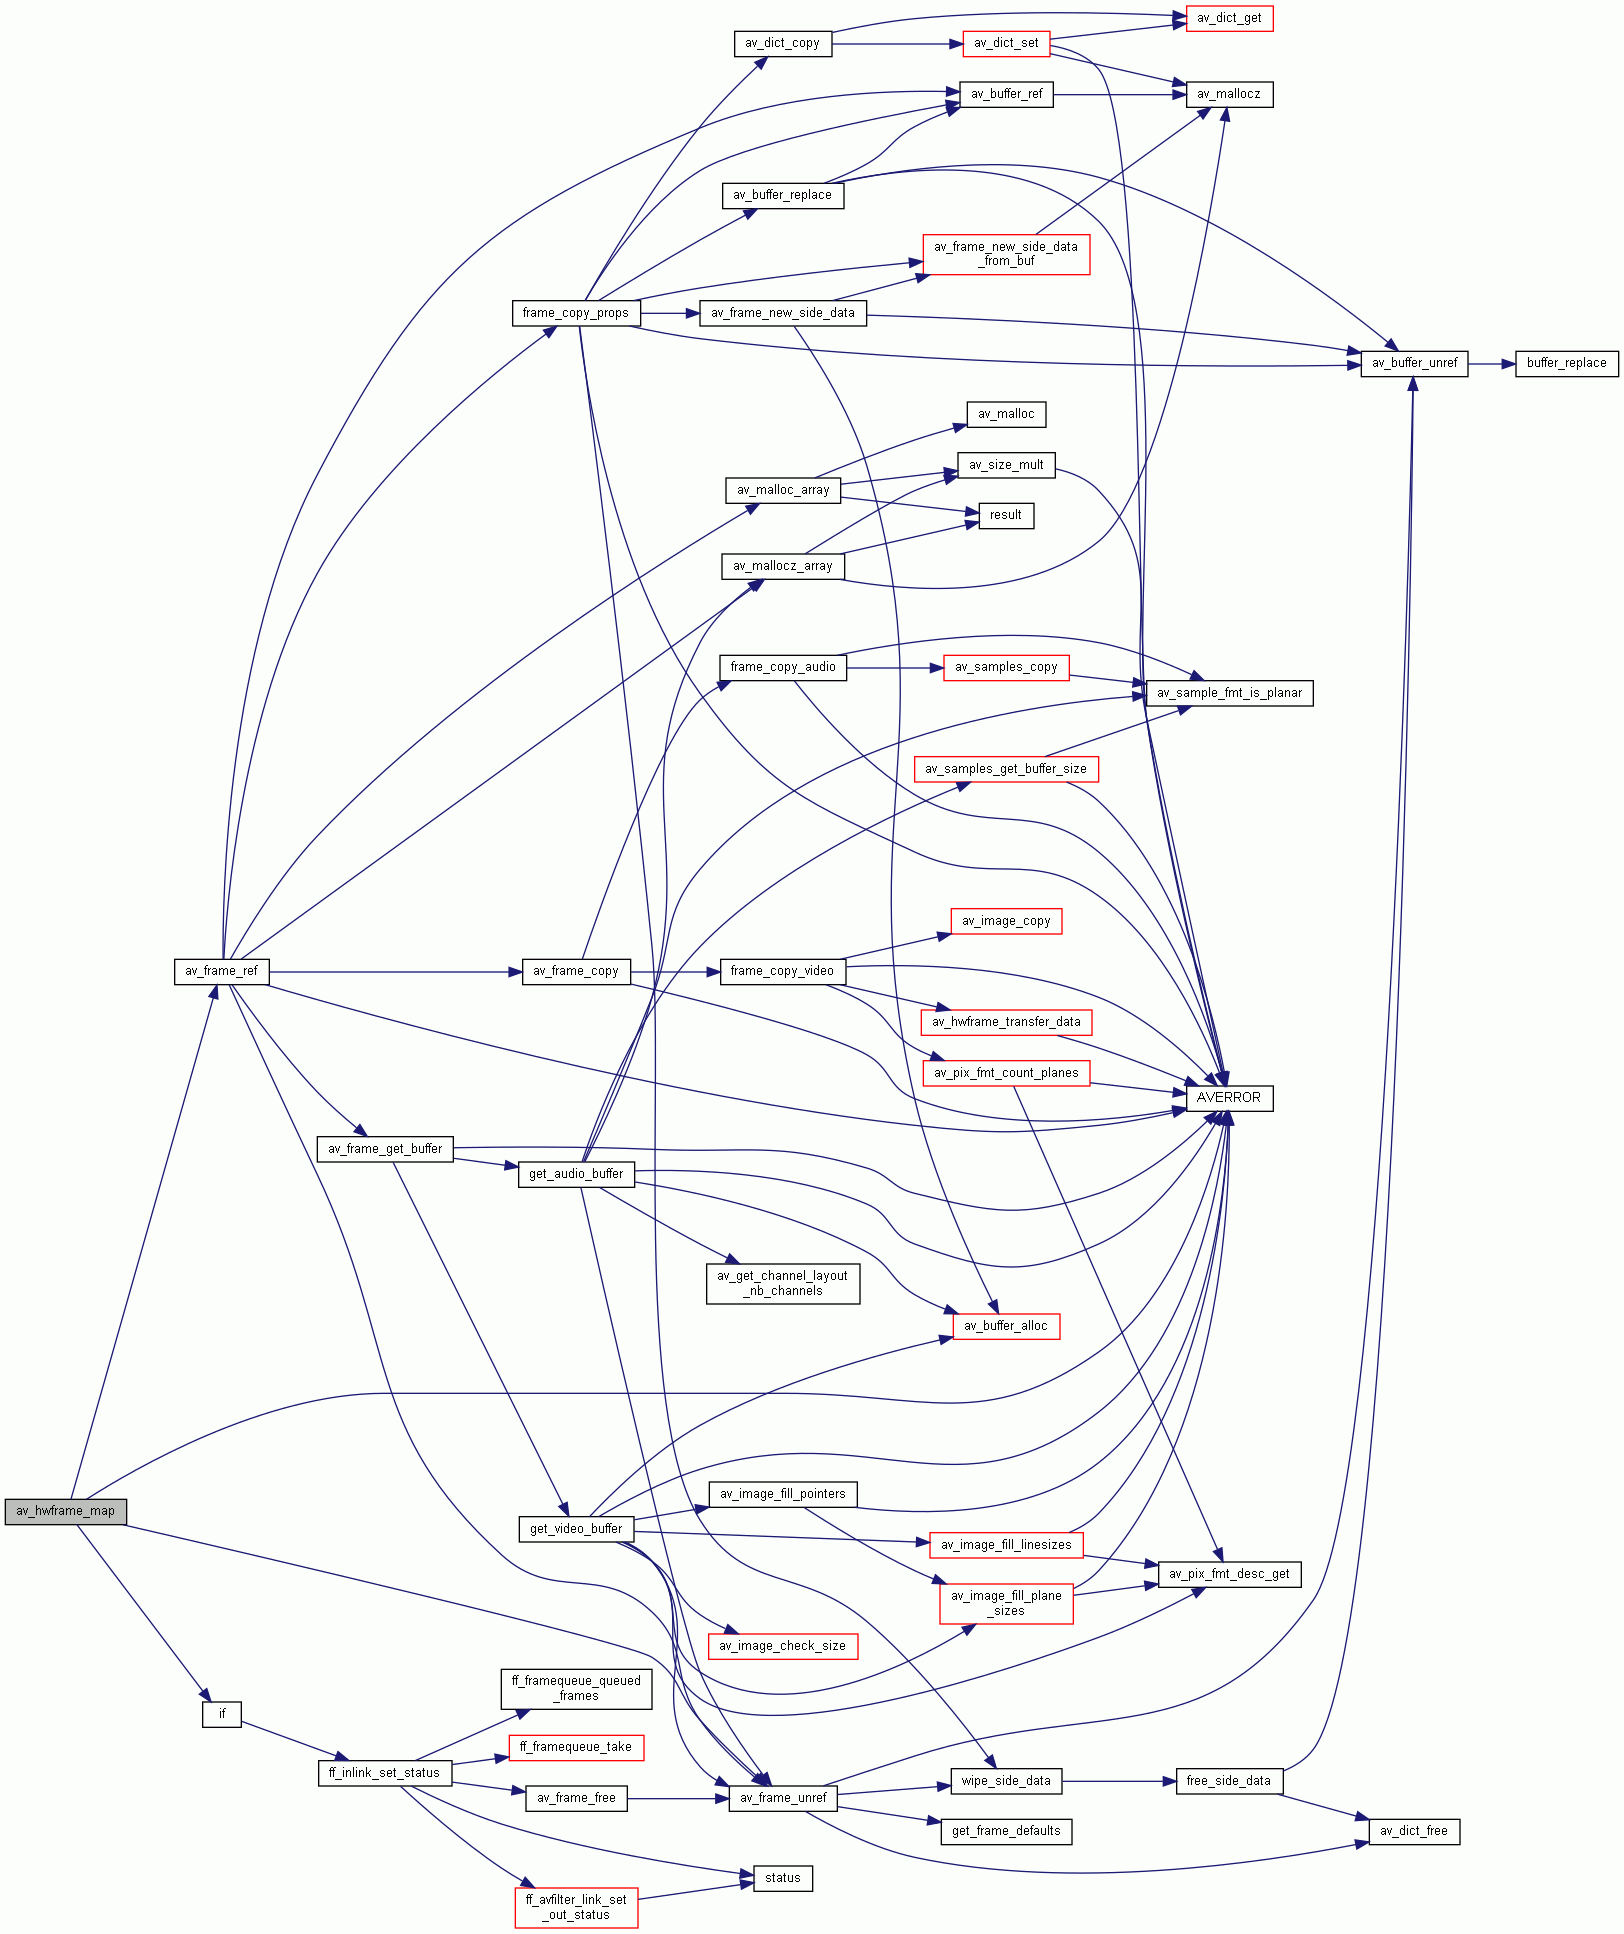 av_dict_get
av_dict_copy
av_dict_set
av_buffer_ref
av_mallocz
av_buffer_replace
av_frame_new_side_data
_from_buf
frame_copy_props
av_frame_new_side_data
av_buffer_unref
buffer_replace
av_malloc
av_size_mult
av_malloc_array
result
av_mallocz_array
frame_copy_audio
av_samples_copy
av_sample_fmt_is_planar
av_samples_get_buffer_size
av_image_copy
av_frame_ref
av_frame_copy
frame_copy_video
av_hwframe_transfer_data
av_pix_fmt_count_planes
AVERROR
av_frame_get_buffer
get_audio_buffer
av_get_channel_layout
_nb_channels
av_buffer_alloc
av_image_fill_pointers
av_hwframe_map
get_video_buffer
av_image_fill_linesizes
av_pix_fmt_desc_get
av_image_fill_plane
_sizes
av_image_check_size
ff_framequeue_queued
_frames
if
ff_framequeue_take
ff_inlink_set_status
wipe_side_data
free_side_data
av_frame_free
av_frame_unref
get_frame_defaults
av_dict_free
status
ff_avfilter_link_set
_out_status